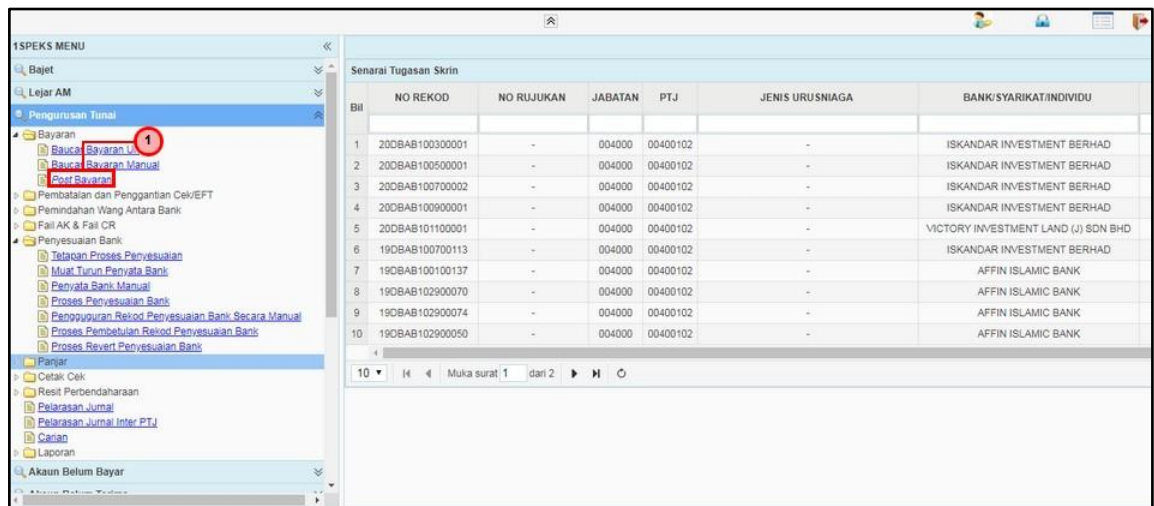 1SPEKS MENU
Bajet
Lejar AM
Pengurusan Tunai
Bayaran
1
Baucar Bayaran
Baucar Bayaran Manual
Post Bayaran
Pembatalan dan Penggantian Cek/EFT
Pemindahan Wang Antara Bank
Fail AK & Fail CR
Penyesuaian Bank
Tetapan Proses Penyesuaian
Muat Turun Penyata Bank
Penyata Bank Manual
Proses Penyesuaian Bank
Pengguguran Rekod Penyesuaian Bank Secara Manual
Proses Pembetulan Rekod Penyesuaian Bank
Proses Revert Penyesuaian Bank
Panjar
Cetak Cek
Resit Perbendaharaan
Pelarasan Jurnal
Pelarasan Jurnal Inter PTJ
Carian
Laporan
Akaun Belum Bayar
Senarai Tugasan Skrin
Bil NO REKOD NO RUJUKAN JABATAN PTJ JENIS URUSNIAGA BANK/SYARIKAT/INDIVIDU
1 20DBAB100300001 - 004000 00400102 - ISKANDAR INVESTMENT BERHAD
2 20DBAB100500001 - 004000 00400102 - ISKANDAR INVESTMENT BERHAD
3 20DBAB100700002 - 004000 00400102 - ISKANDAR INVESTMENT BERHAD
4 20DBAB100900001 - 004000 00400102 - ISKANDAR INVESTMENT BERHAD
5 20DBAB101100001 - 004000 00400102 - VICTORY INVESTMENT LAND (J) SDN BHD
6 19DBAB100700113 - 004000 00400102 - ISKANDAR INVESTMENT BERHAD
7 19DBAB100100137 - 004000 00400102 - AFFIN ISLAMIC BANK
8 19DBAB102900070 - 004000 00400102 - AFFIN ISLAMIC BANK
9 19DBAB102900074 - 004000 00400102 - AFFIN ISLAMIC BANK
10 19DBAB102900050 - 004000 00400102 - AFFIN ISLAMIC BANK
10 Muka surat 1 dari 2